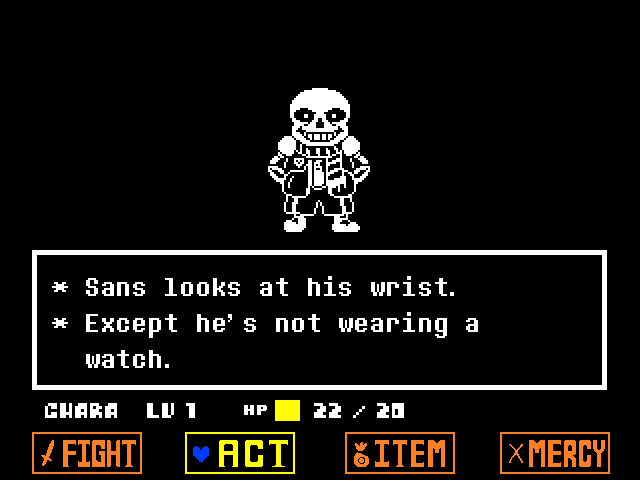 * Sans looks at his wrist.
* Except he's not wearing a
watch.
CHARA LV 1 HP 22 / 20
FIGHT ACT ITEM MERCY